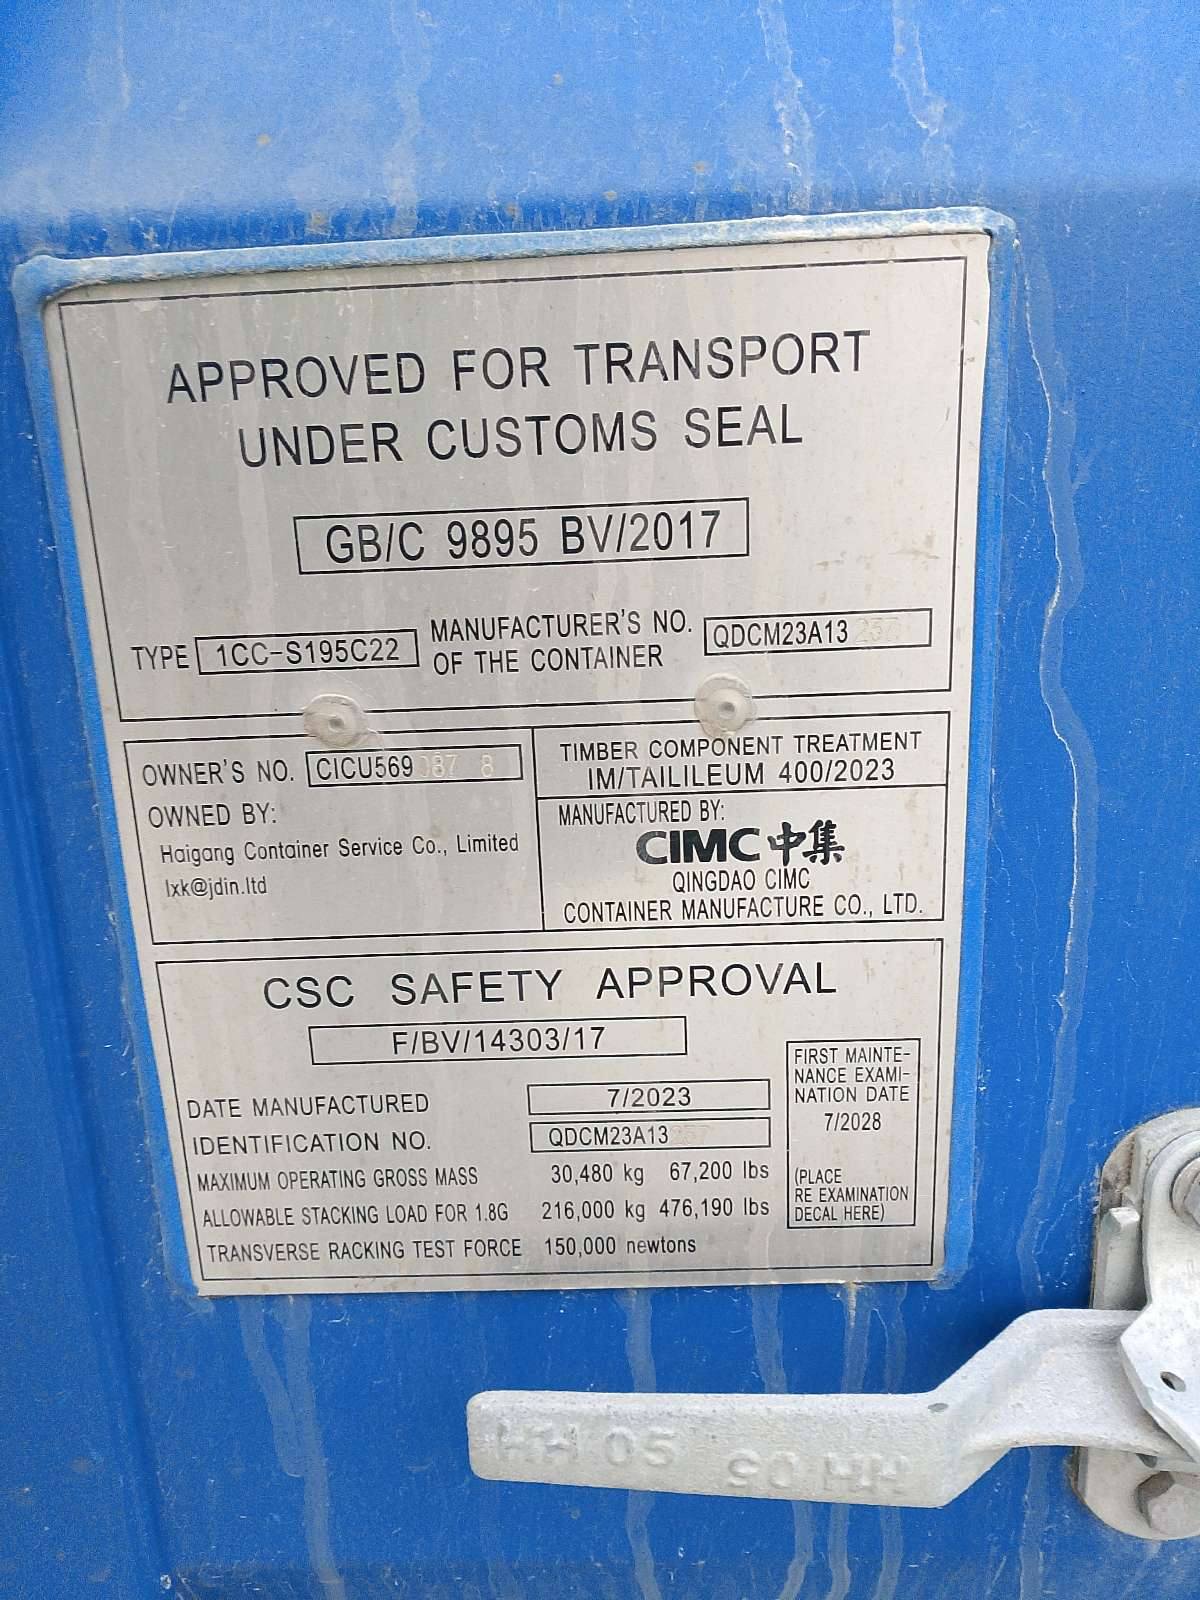 APPROVED FOR TRANSPORT
UNDER CUSTOMS SEAL
GB/C 9895 BV/2017
TYPE 1CC-S195C22
MANUFACTURER'S NO.
OF THE CONTAINER
QDCM23A13
OWNER'S NO. CICU569087 8
OWNED BY:
Haigang Container Service Co., Limited
lxk@jdin.ltd
TIMBER COMPONENT TREATMENT
IM/TAILILEUM 400/2023
MANUFACTURED BY:
CIMC 中集
QINGDAO CIMC
CONTAINER MANUFACTURE CO., LTD.
CSC SAFETY APPROVAL
F/BV/14303/17
DATE MANUFACTURED 7/2023
IDENTIFICATION NO. QDCM23A13
MAXIMUM OPERATING GROSS MASS 30,480 kg 67,200 lbs
ALLOWABLE STACKING LOAD FOR 1.8G 216,000 kg 476,190 lbs
TRANSVERSE RACKING TEST FORCE 150,000 newtons
FIRST MAINTE-
NANCE EXAMI-
NATION DATE
7/2028
(PLACE
RE EXAMINATION
DECAL HERE)